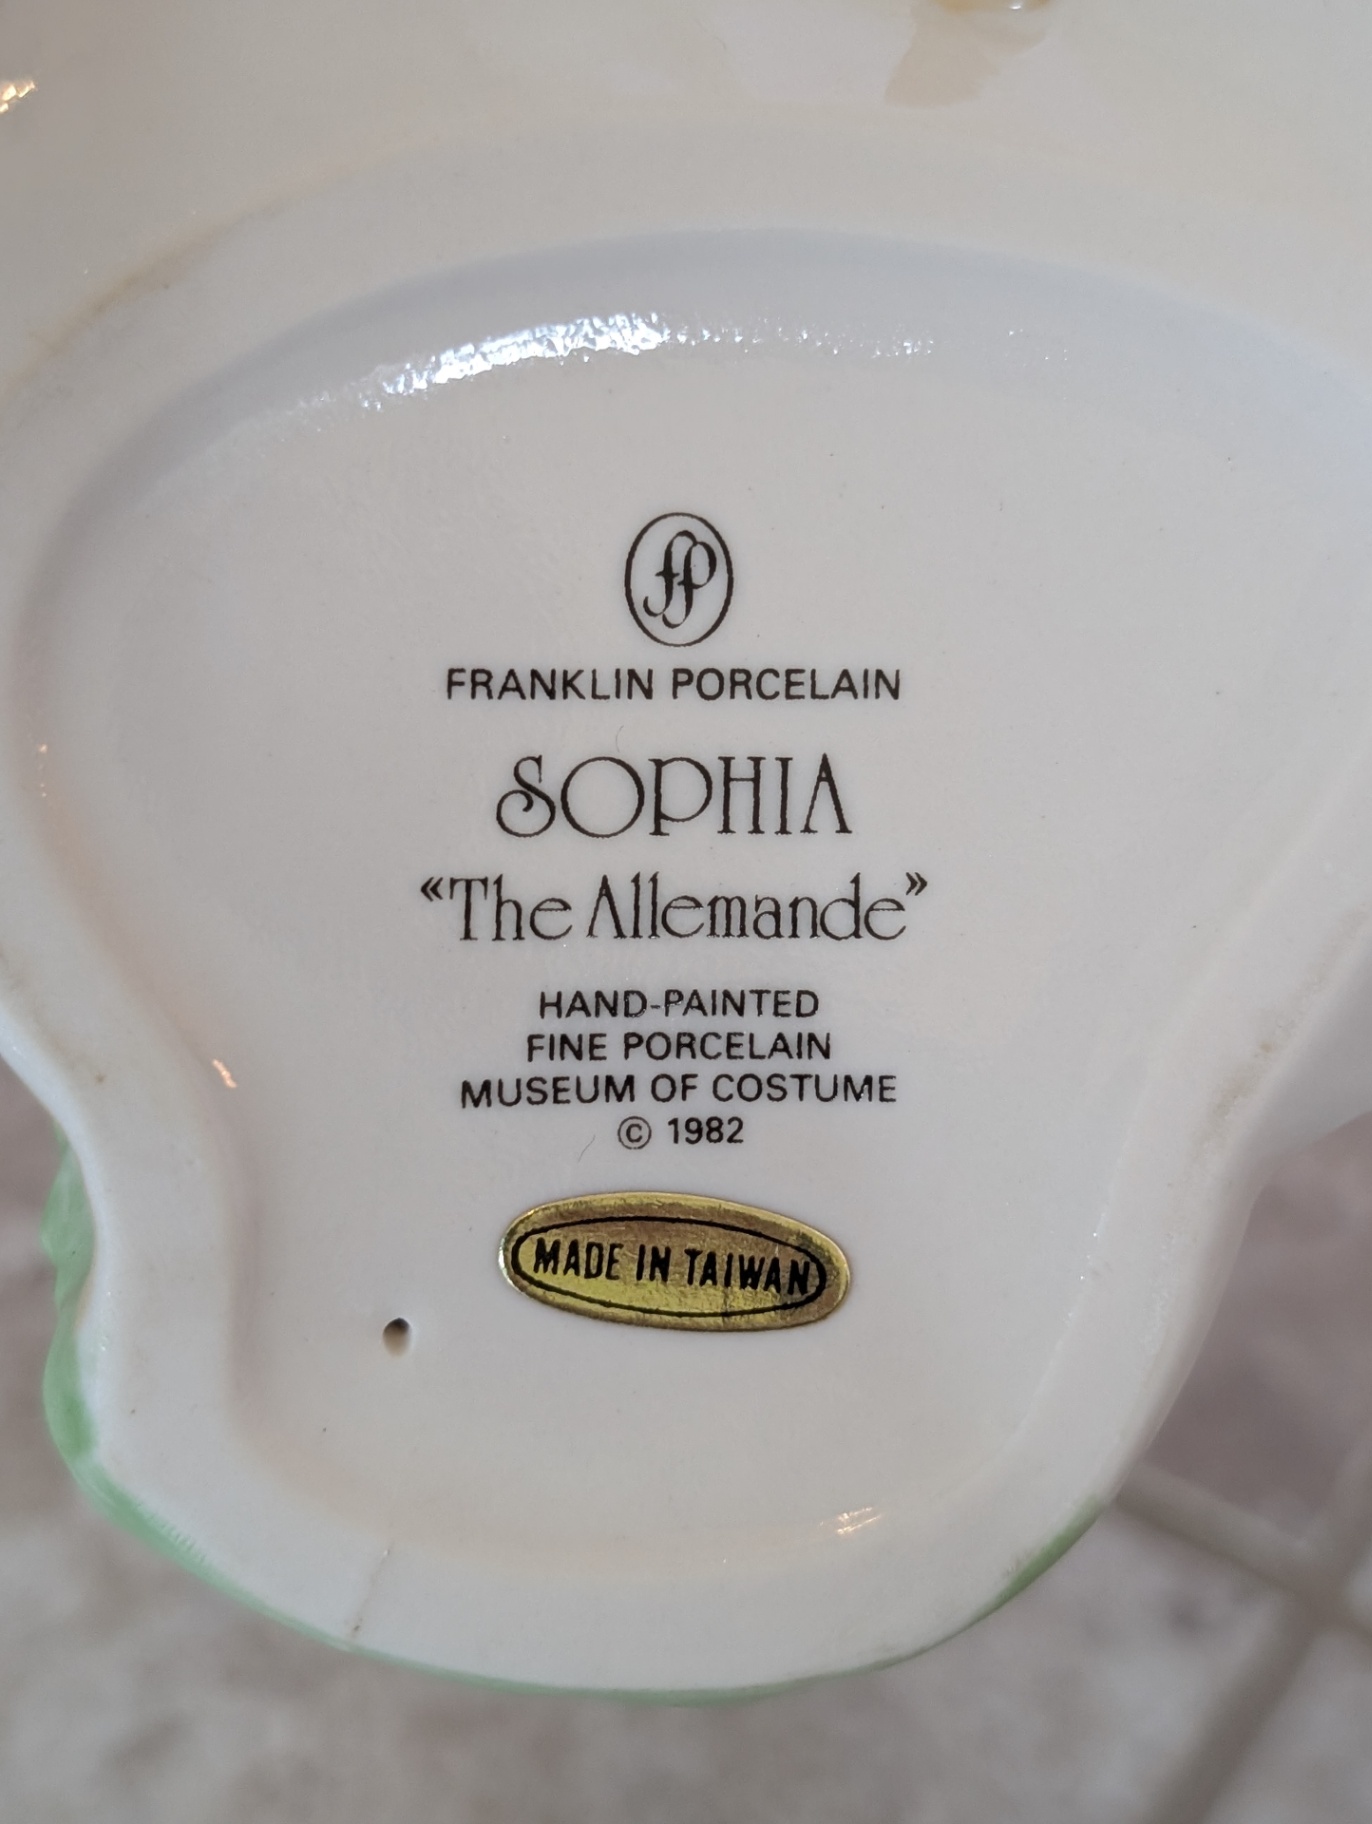 fp
FRANKLIN PORCELAIN
SOPHIA
“The Allemande”
HAND-PAINTED
FINE PORCELAIN
MUSEUM OF COSTUME
© 1982
MADE IN TAIWAN